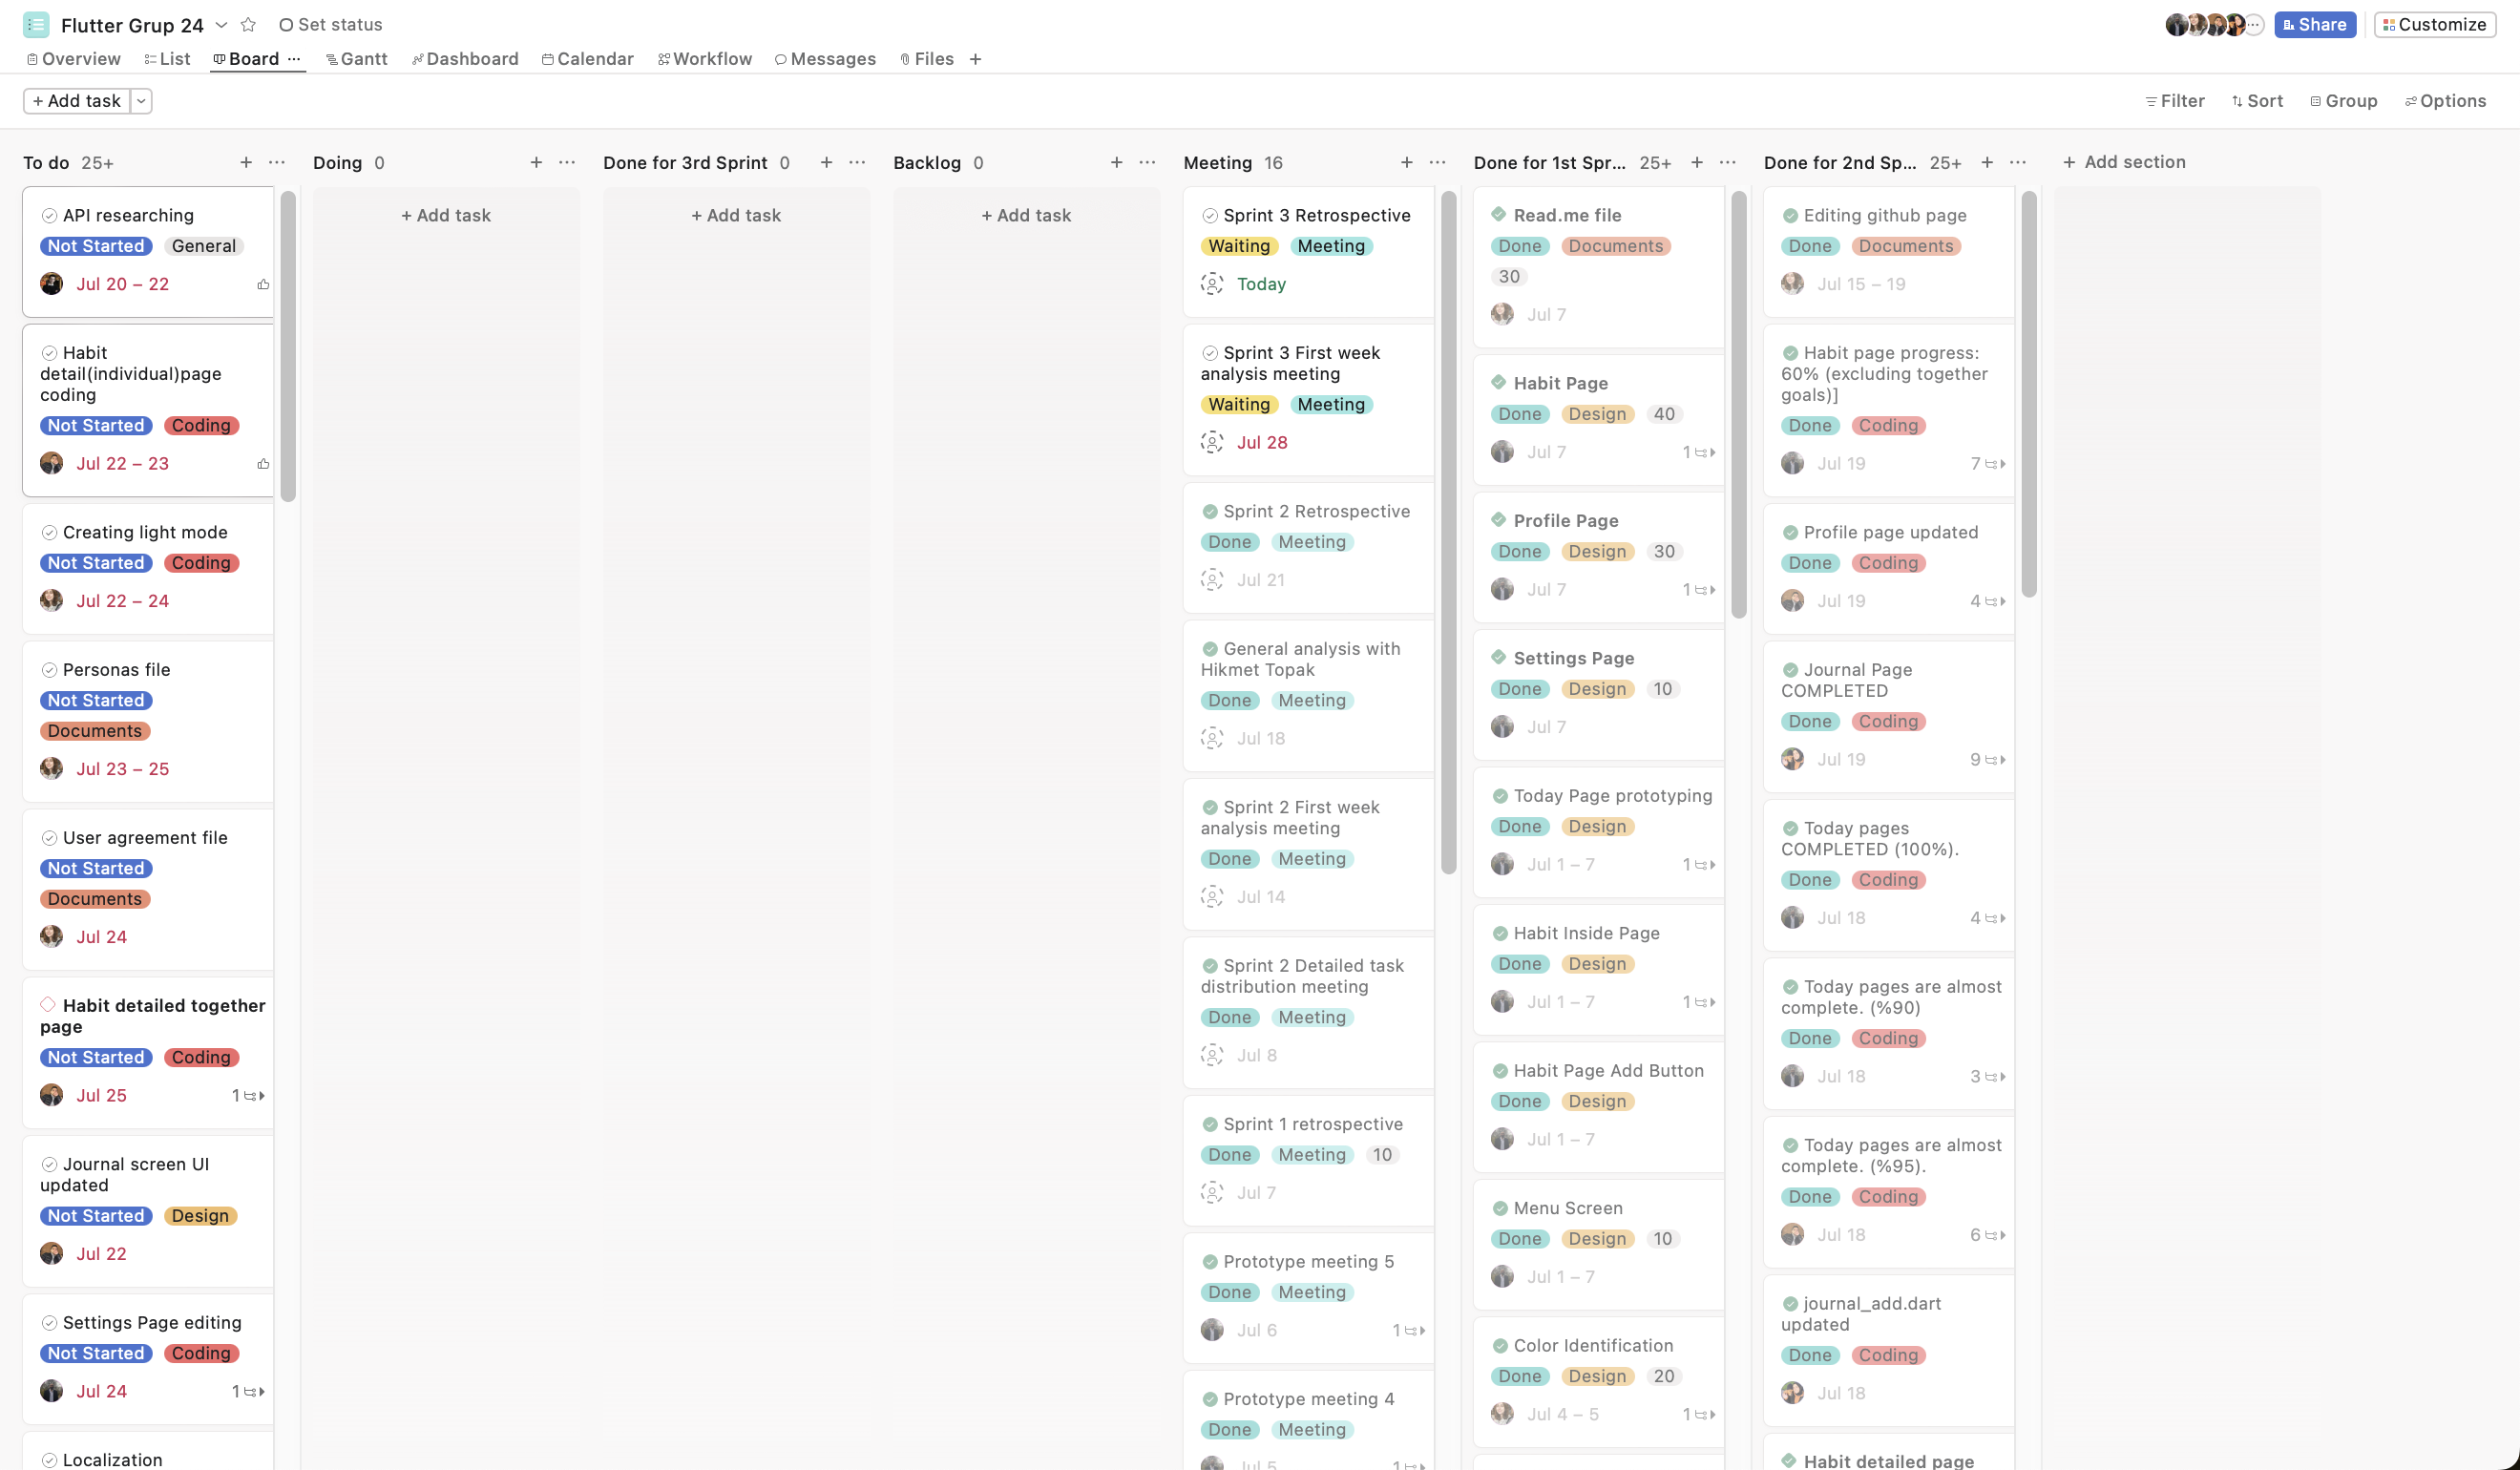 Flutter Grup 24
Set status
Share
Customize
Overview
List
Board
Gantt
Dashboard
Calendar
Workflow
Messages
Files
+ Add task
Filter
Sort
Group
Options
To do 25+
API researching
Not Started General
Jul 20 – 22
Habit
detail(individual)page
coding
Not Started Coding
Jul 22 – 23
Creating light mode
Not Started Coding
Jul 22 – 24
Personas file
Not Started
Documents
Jul 23 – 25
User agreement file
Not Started
Documents
Jul 24
Habit detailed together
page
Not Started Coding
Jul 25 1
Journal screen UI
updated
Not Started Design
Jul 22
Settings Page editing
Not Started Coding
Jul 24 1
Localization
Doing 0
+ Add task
Done for 3rd Sprint 0
+ Add task
Backlog 0
+ Add task
Meeting 16
Sprint 3 Retrospective
Waiting Meeting
Today
Sprint 3 First week
analysis meeting
Waiting Meeting
Jul 28
Sprint 2 Retrospective
Done Meeting
Jul 21
General analysis with
Hikmet Topak
Done Meeting
Jul 18
Sprint 2 First week
analysis meeting
Done Meeting
Jul 14
Sprint 2 Detailed task
distribution meeting
Done Meeting
Jul 8
Sprint 1 retrospective
Done Meeting 10
Jul 7
Prototype meeting 5
Done Meeting
Jul 6 1
Prototype meeting 4
Done Meeting
Jul 5 1
Done for 1st Spr... 25+
Read.me file
Done Documents
30
Jul 7
Habit Page
Done Design 40
Jul 7 1
Profile Page
Done Design 30
Jul 7 1
Settings Page
Done Design 10
Jul 7
Today Page prototyping
Done Design
Jul 1 – 7 1
Habit Inside Page
Done Design
Jul 1 – 7 1
Habit Page Add Button
Done Design
Jul 1 – 7
Menu Screen
Done Design 10
Jul 1 – 7
Color Identification
Done Design 20
Jul 4 – 5 1
Done for 2nd Sp... 25+
Editing github page
Done Documents
Jul 15 – 19
Habit page progress:
60% (excluding together
goals)]
Done Coding
Jul 19 7
Profile page updated
Done Coding
Jul 19 4
Journal Page
COMPLETED
Done Coding
Jul 19 9
Today pages
COMPLETED (100%).
Done Coding
Jul 18 4
Today pages are almost
complete. (%90)
Done Coding
Jul 18 3
Today pages are almost
complete. (%95).
Done Coding
Jul 18 6
journal_add.dart
updated
Done Coding
Jul 18
Habit detailed page
+ Add section